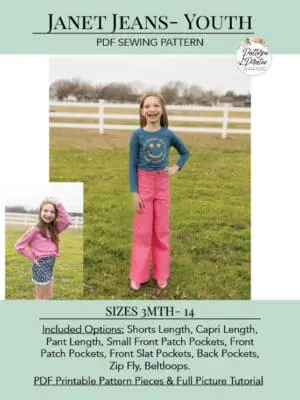 JANET JEANS- YOUTH
PDF SEWING PATTERN
Patterns
4
Pirates
SIZES 3MTH- 14
Included Options: Shorts Length, Capri Length,
Pant Length, Small Front Patch Pockets, Front
Patch Pockets, Front Slat Pockets, Back Pockets,
Zip Fly, Beltloops.
PDF Printable Pattern Pieces & Full Picture Tutorial